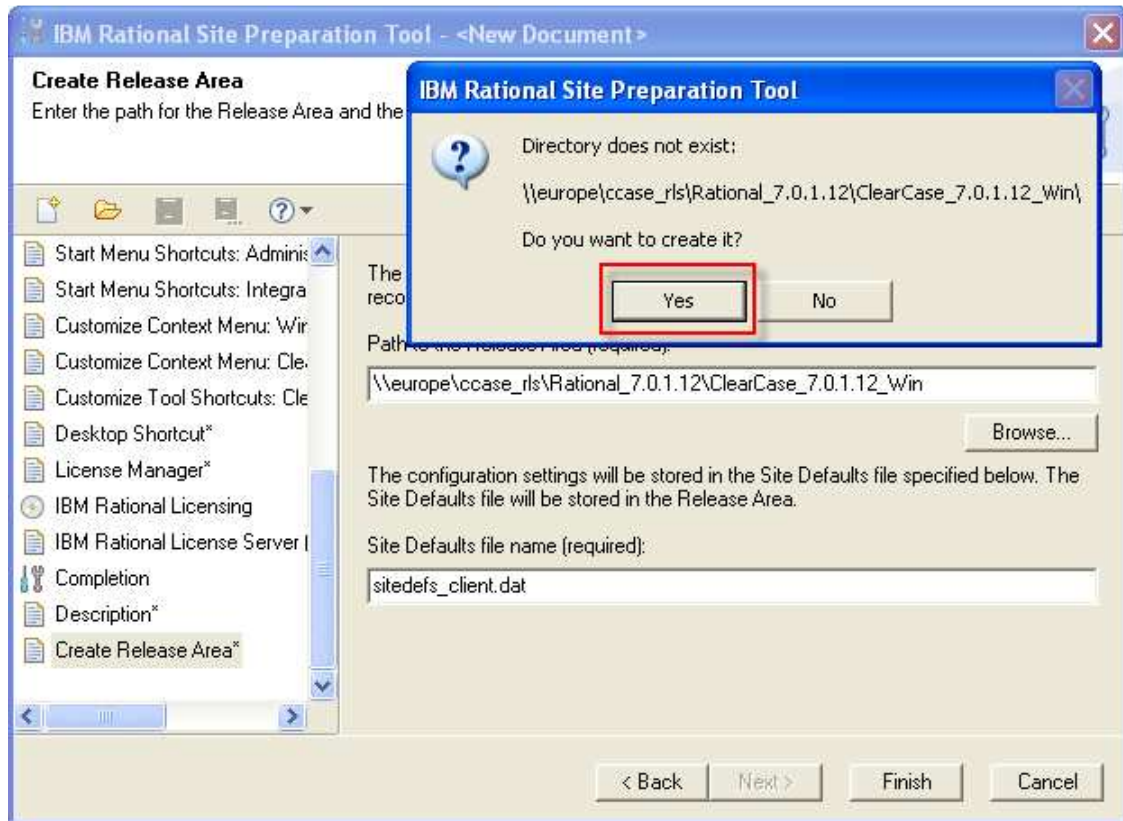 IBM Rational Site Preparation Tool - <New Document>
Create Release Area
Enter the path for the Release Area and the
IBM Rational Site Preparation Tool
Directory does not exist:
\\europe\ccase_rls\Rational_7.0.1.12\ClearCase_7.0.1.12_Win\
Do you want to create it?
Yes
No
Start Menu Shortcuts: Adminis
Start Menu Shortcuts: Integra
Customize Context Menu: Wir
Customize Context Menu: Cle
Customize Tool Shortcuts: Cle
Desktop Shortcut*
License Manager*
IBM Rational Licensing
IBM Rational License Server (
Completion
Description*
Create Release Area*
The
reco
Path to the Release Area (required):
\\europe\ccase_rls\Rational_7.0.1.12\ClearCase_7.0.1.12_Win
Browse...
The configuration settings will be stored in the Site Defaults file specified below. The
Site Defaults file will be stored in the Release Area.
Site Defaults file name (required):
sitedefs_client.dat
< Back
Next >
Finish
Cancel